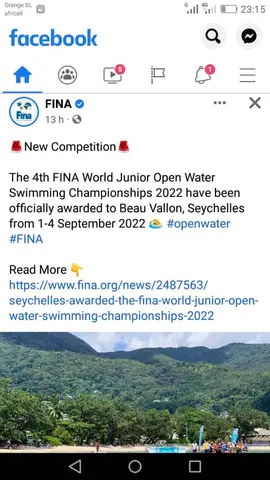 Orange SL
africell
23:15
facebook
5
1
FINA
13 h ·
New Competition
The 4th FINA World Junior Open Water
Swimming Championships 2022 have been
officially awarded to Beau Vallon, Seychelles
from 1-4 September 2022 #openwater
#FINA
Read More
https://www.fina.org/news/2487563/
seychelles-awarded-the-fina-world-junior-open-
water-swimming-championships-2022